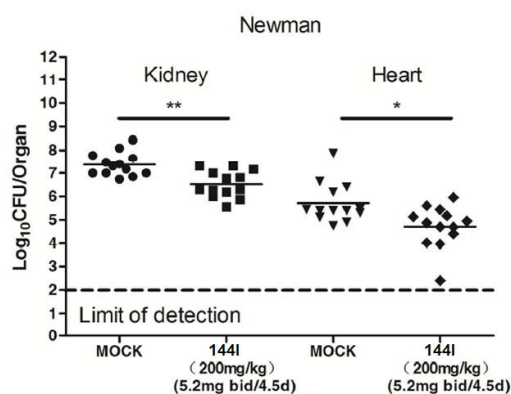 Newman
Kidney
Heart
**
*
Log10CFU/Organ
12
11
10
9
8
7
6
5
4
3
2
1
0
Limit of detection
MOCK
144I
（200mg/kg）
(5.2mg bid/4.5d)
MOCK
144I
（200mg/kg）
(5.2mg bid/4.5d)